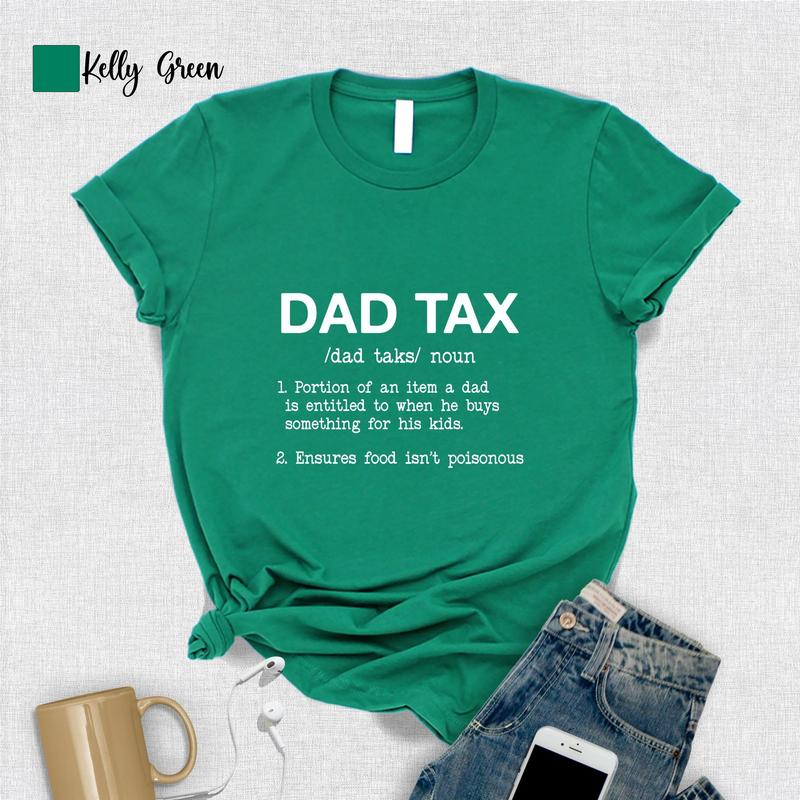 Kelly Green
DAD TAX
/dad taks/ noun
1. Portion of an item a dad
is entitled to when he buys
something for his kids.
2. Ensures food isn't poisonous